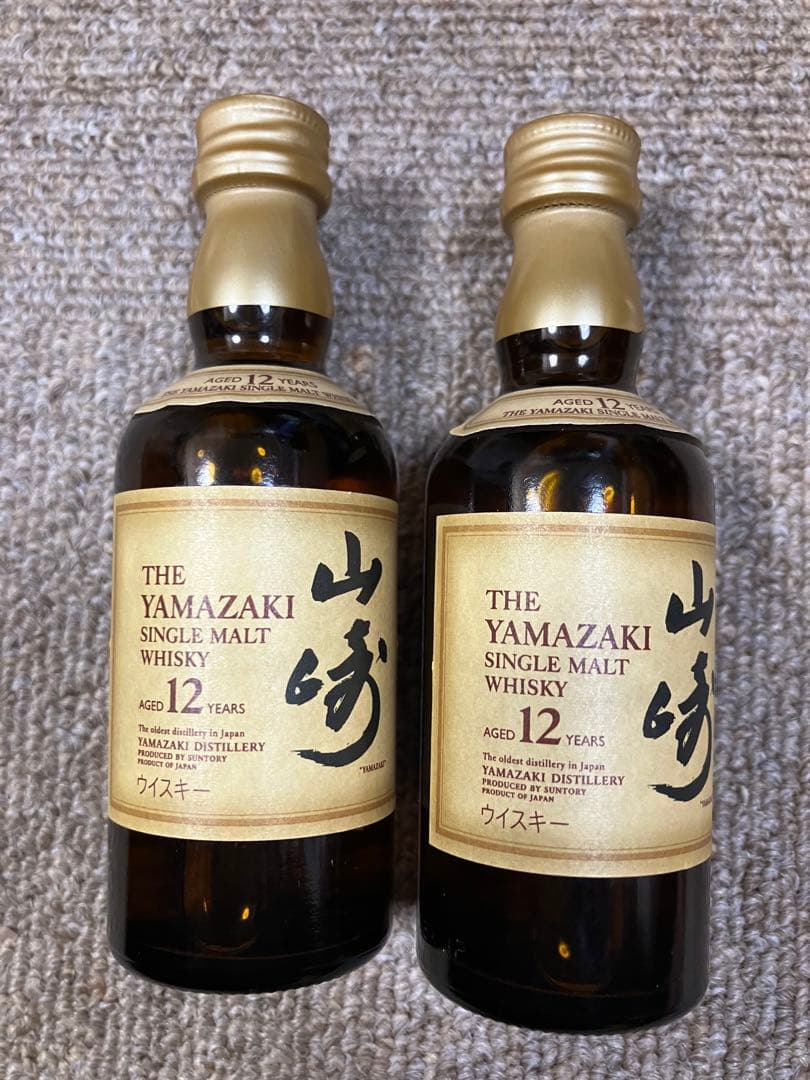 AGED 12 YEARS
THE YAMAZAKI SINGLE MALT WHISKY
THE
YAMAZAKI
SINGLE MALT
WHISKY
AGED 12 YEARS
The oldest distillery in Japan
YAMAZAKI DISTILLERY
PRODUCED BY SUNTORY
PRODUCT OF JAPAN
ウイスキー
山崎
"YAMAZAKI"
AGED 12 YEARS
THE YAMAZAKI SINGLE MALT
THE
YAMAZAKI
SINGLE MALT
WHISKY
AGED 12 YEARS
The oldest distillery in Japan
YAMAZAKI DISTILLERY
PRODUCED BY SUNTORY
PRODUCT OF JAPAN
ウイスキー
山崎